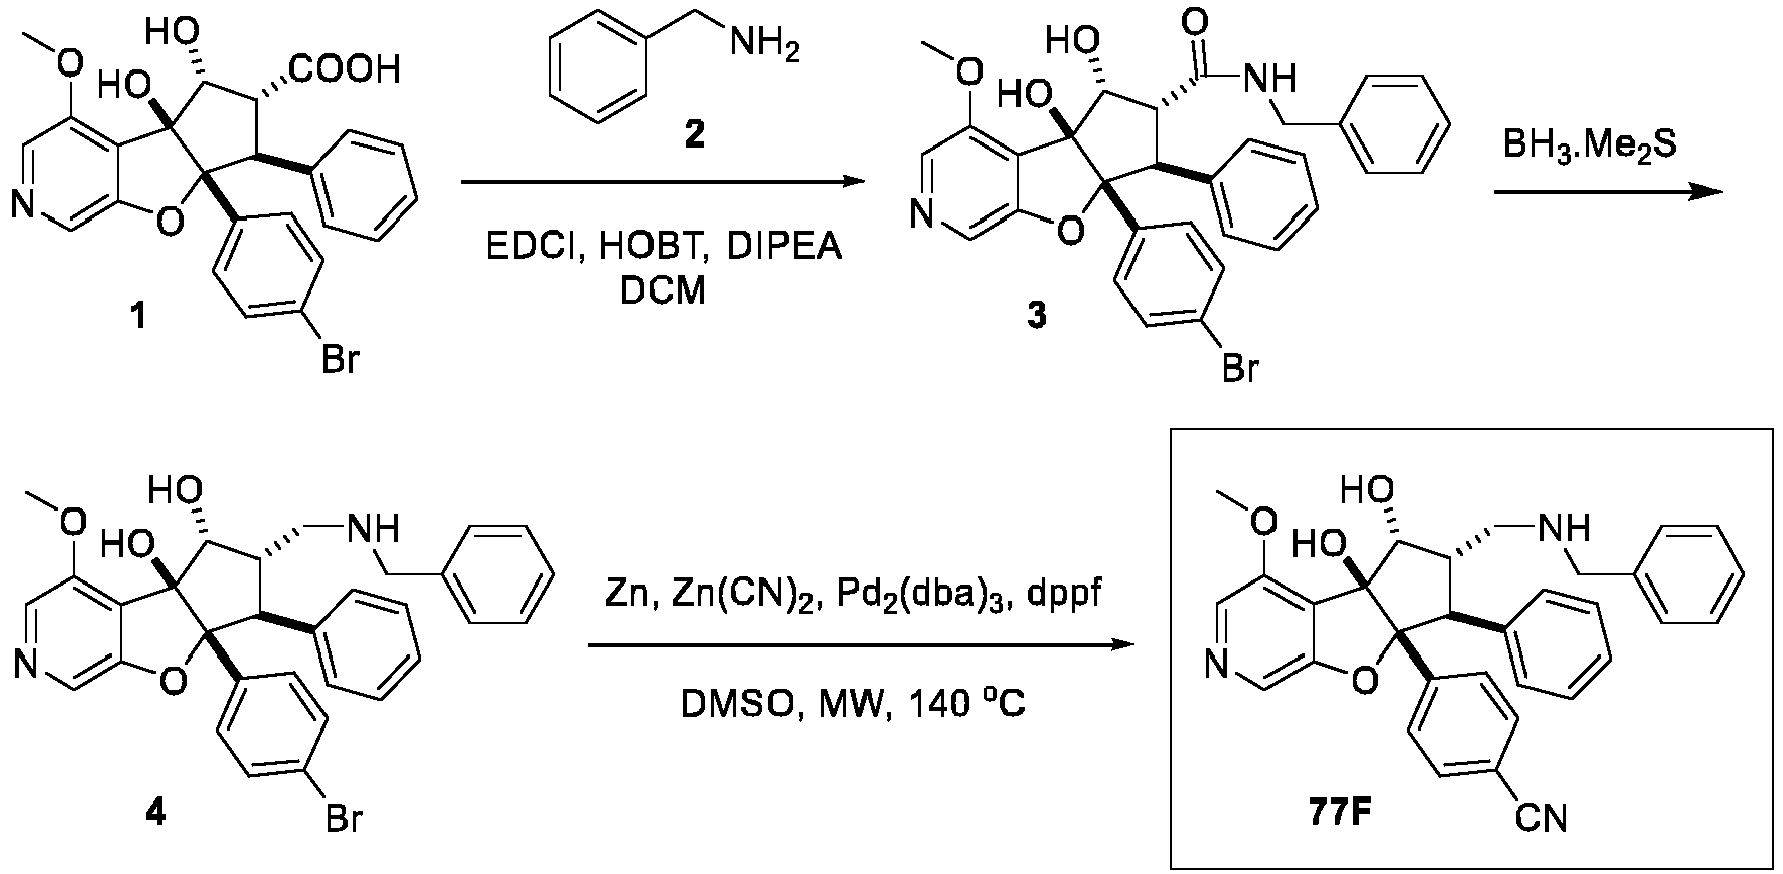 HO
COOH
O
HO
N
O
1
Br
NH2
2
EDCI, HOBT, DIPEA
DCM
O
HO
NH
O
HO
N
O
3
Br
BH3.Me2S
HO
NH
O
HO
N
O
4
Br
Zn, Zn(CN)2, Pd2(dba)3, dppf
DMSO, MW, 140 °C
HO
NH
O
HO
N
O
77F
CN